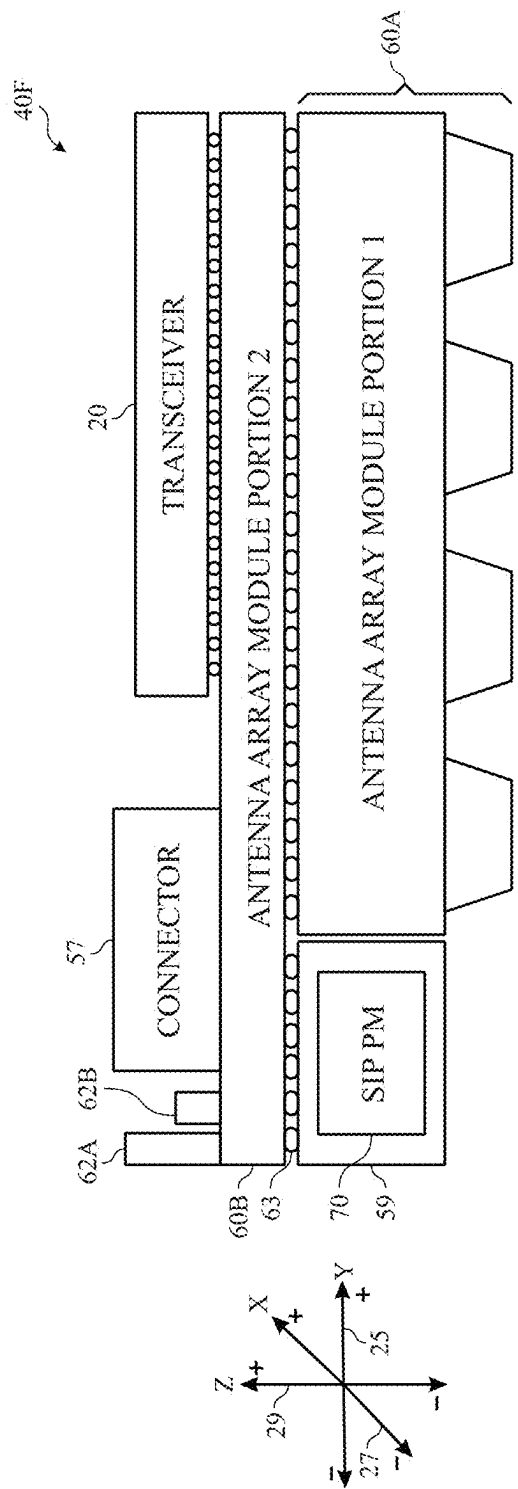 40F
20
TRANSCEIVER
57
CONNECTOR
62B
62A
ANTENNA ARRAY MODULE PORTION 2
60B
63
ANTENNA ARRAY MODULE PORTION 1
60A
SIP PM
70
59
Z
+
X
+
Y
+
29
25
27
-
-
-